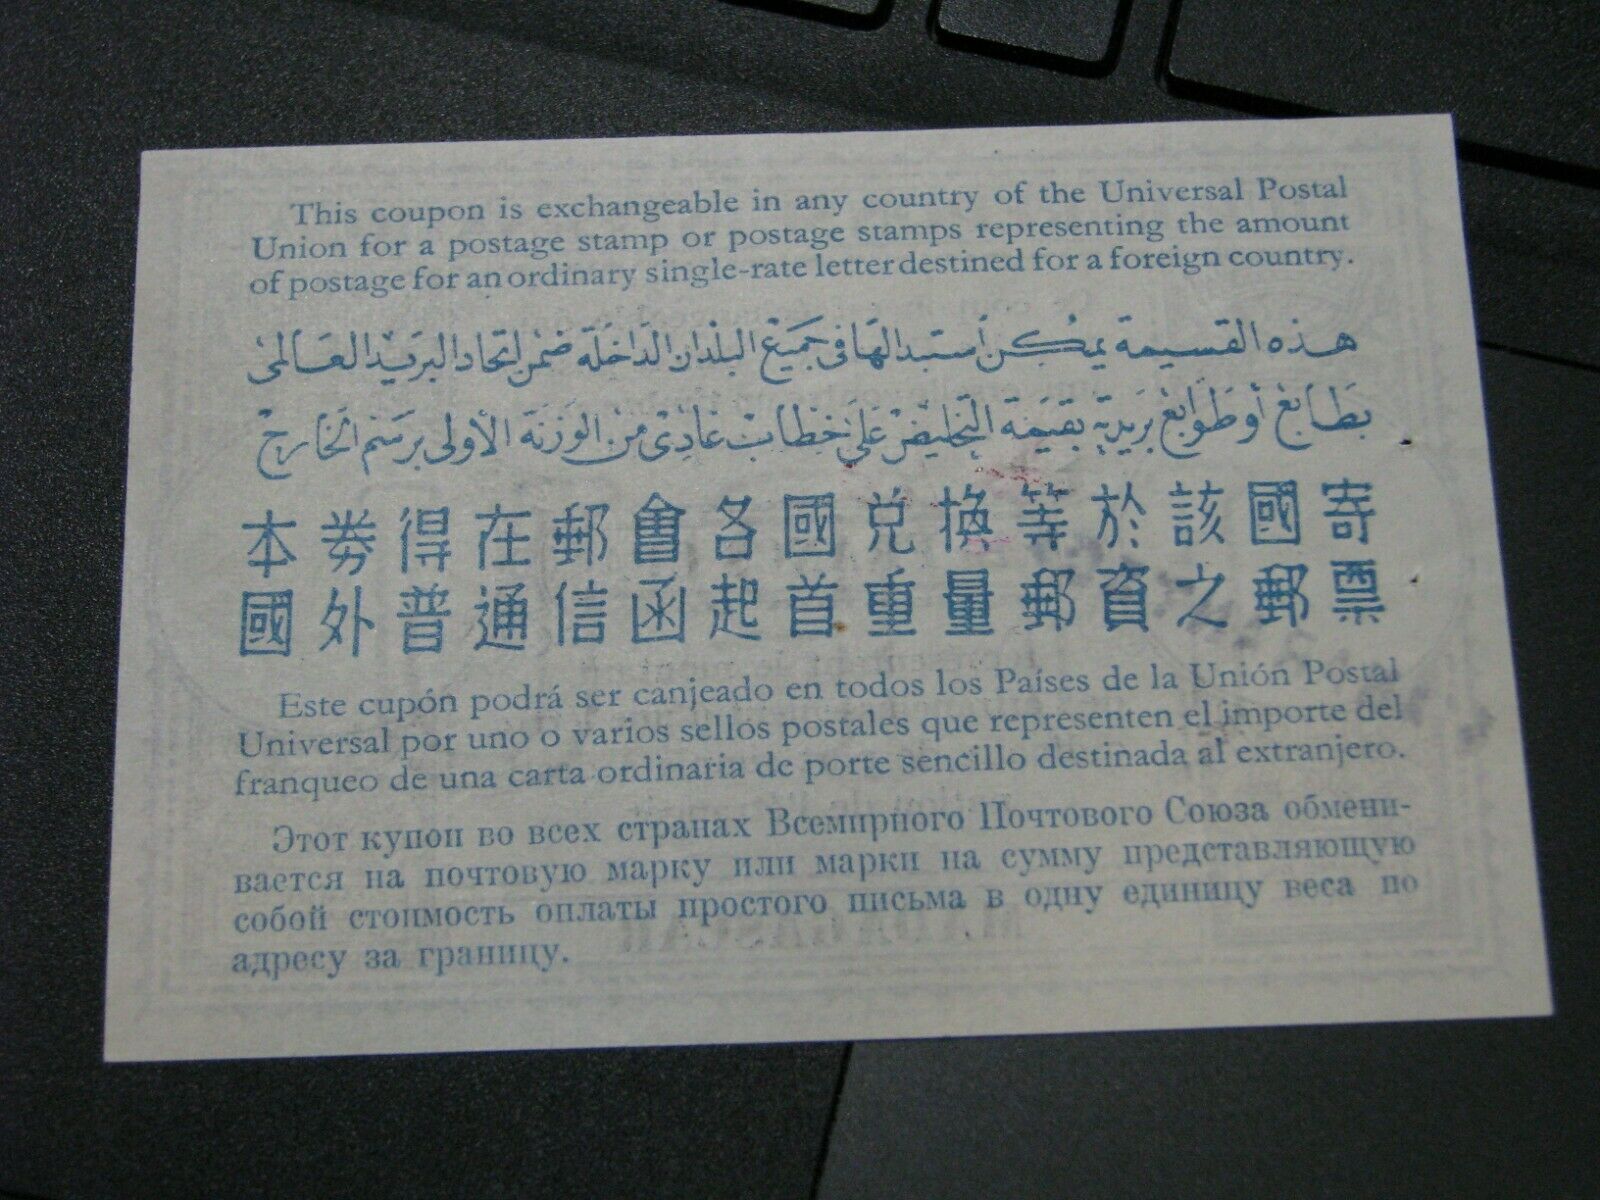 This coupon is exchangeable in any country of the Universal Postal
Union for a postage stamp or postage stamps representing the amount
of postage for an ordinary single-rate letter destined for a foreign country.
هذه القسيمة يمكن استبدالها في جميع البلدان الداخلة ضمن اتحاد البريد العالمي
بطابع أو طوابع بريدية بقيمة التخليص على خطاب عادي من الوزنة الأولى برسم الخارج
本券得在郵會各國兌換等於該國寄
國外普通信函起首重量郵資之郵票
Este cupón podrá ser canjeado en todos los Países de la Unión Postal
Universal por uno o varios sellos postales que representen el importe del
franqueo de una carta ordinaria de porte sencillo destinada al extranjero.
Этот купон во всех странах Всемирного Почтового Союза обмени-
вается на почтовую марку или марки на сумму представляющую
собой стоимость оплаты простого письма в одну единицу веса по
адресу за границу.